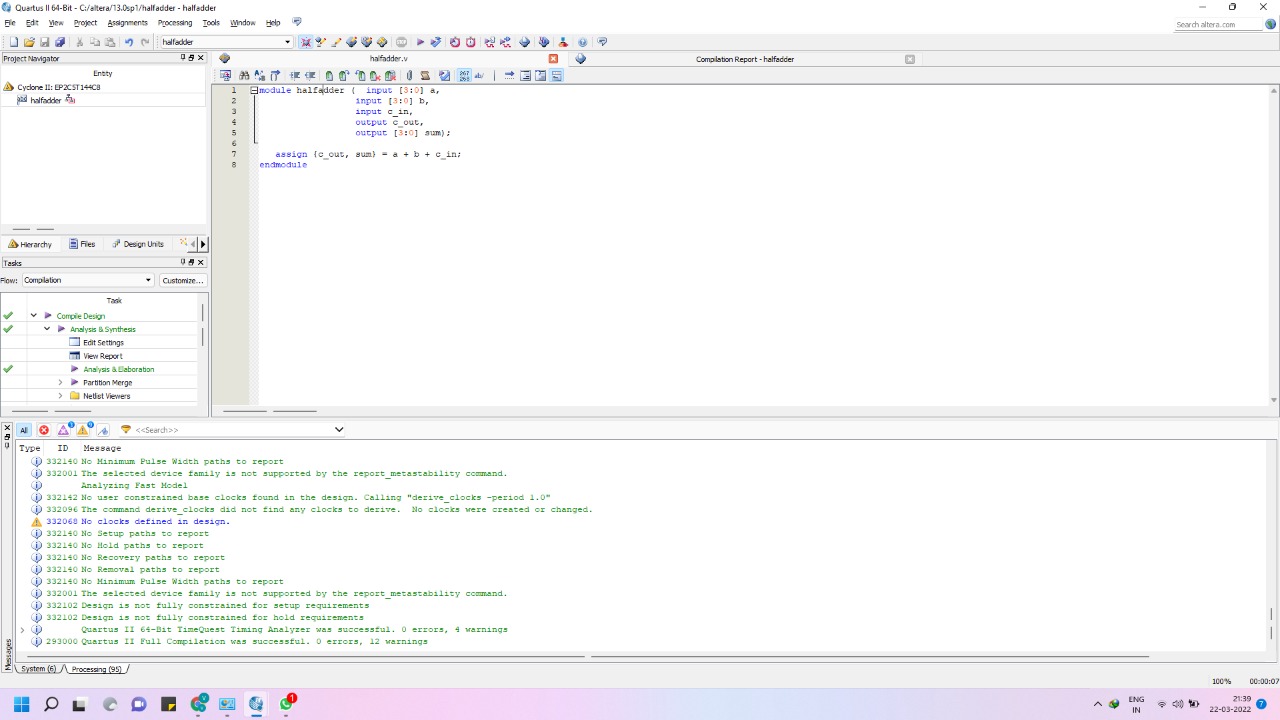 Quartus II 64-Bit - C:/altera/13.0sp1/halfadder - halfadder
File Edit View Project Assignments Processing Tools Window Help
Search altera.com
halfadder
Project Navigator
Entity
Cyclone II: EP2C5T144C8
halfadder
Hierarchy Files Design Units
Tasks
Flow: Compilation Customize...
Task
Compile Design
Analysis & Synthesis
Edit Settings
View Report
Analysis & Elaboration
Partition Merge
Netlist Viewers
halfadder.v
Compilation Report - halfadder
1 module halfadder ( input [3:0] a,
2 input [3:0] b,
3 input c_in,
4 output c_out,
5 output [3:0] sum);
6
7 assign {c_out, sum} = a + b + c_in;
8 endmodule
All <<Search>>
Type ID Message
332140 No Minimum Pulse Width paths to report
332001 The selected device family is not supported by the report_metastability command.
Analyzing Fast Model
332142 No user constrained base clocks found in the design. Calling "derive_clocks -period 1.0"
332096 The command derive_clocks did not find any clocks to derive.  No clocks were created or changed.
332068 No clocks defined in design.
332140 No Setup paths to report
332140 No Hold paths to report
332140 No Recovery paths to report
332140 No Removal paths to report
332140 No Minimum Pulse Width paths to report
332001 The selected device family is not supported by the report_metastability command.
332102 Design is not fully constrained for setup requirements
332102 Design is not fully constrained for hold requirements
Quartus II 64-Bit TimeQuest Timing Analyzer was successful. 0 errors, 4 warnings
293000 Quartus II Full Compilation was successful. 0 errors, 12 warnings
Messages
System (6) Processing (95)
100% 00:00:07
ENG
IN
21:39
22-03-2022